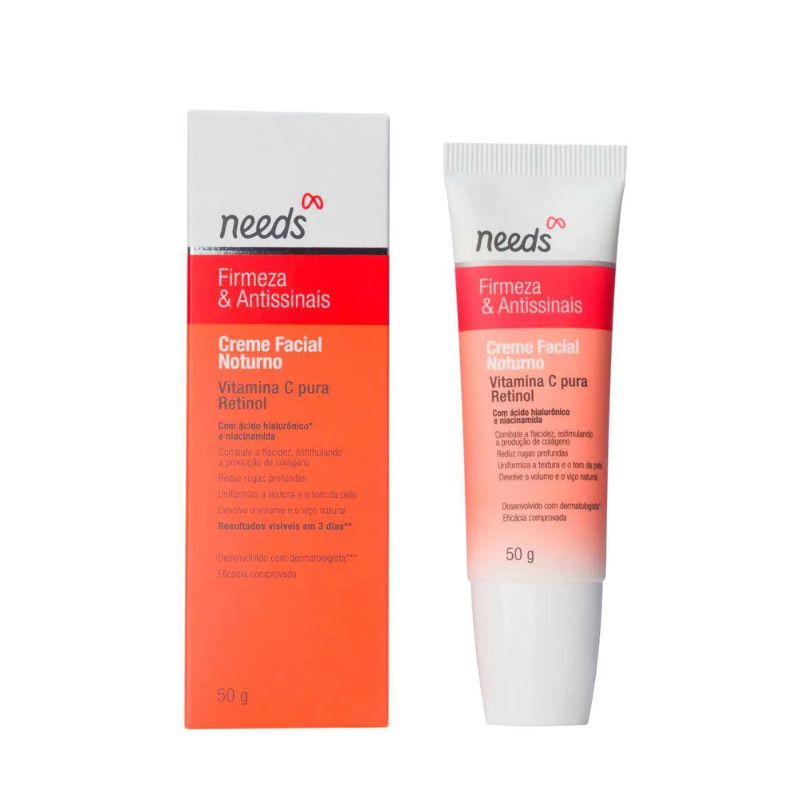 needs
Firmeza
& Antissinais
Creme Facial
Noturno
Vitamina C pura
Retinol
Com ácido hialurônico*
e niacinamida
Combate a flacidez, estimulando
a produção de colágeno
Reduz rugas profundas
Uniformiza a textura e o tom da pele
Devolve o volume e o viço natural
Resultados visíveis em 3 dias**
Desenvolvido com dermatologista***
Eficácia comprovada
50 g
needs
Firmeza
& Antissinais
Creme Facial
Noturno
Vitamina C pura
Retinol
Com ácido hialurônico
e niacinamida
Combate a flacidez, estimulando
a produção de colágeno
Reduz rugas profundas
Uniformiza a textura e o tom da pele
Devolve o volume e o viço natural
Desenvolvido com dermatologista*
Eficácia comprovada
50 g